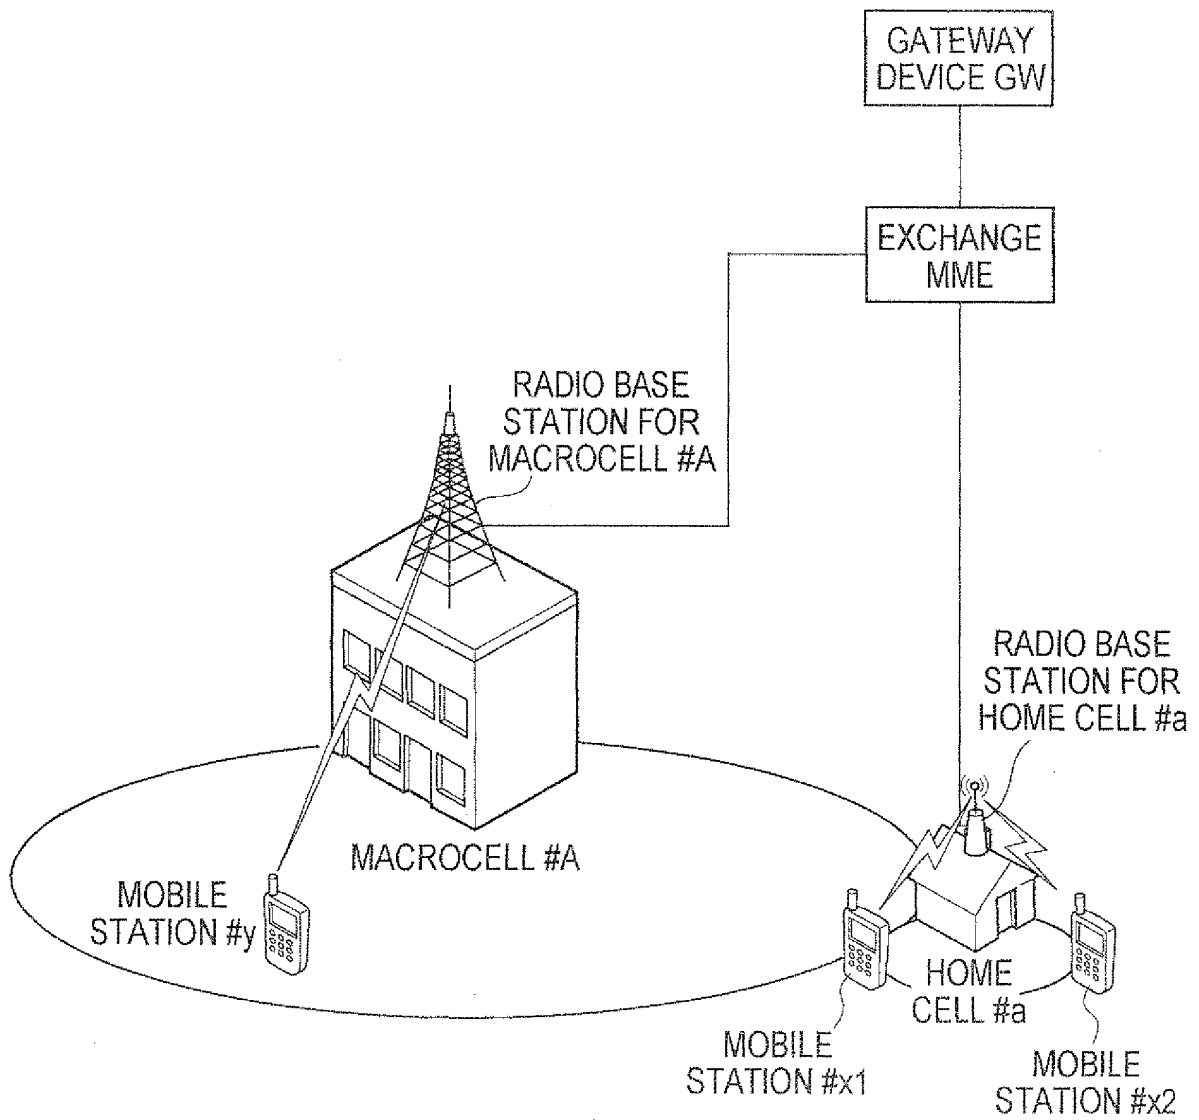 GATEWAY
DEVICE GW
EXCHANGE
MME
RADIO BASE
STATION FOR
MACROCELL #A
RADIO BASE
STATION FOR
HOME CELL #a
MACROCELL #A
MOBILE
STATION #y
HOME
CELL #a
MOBILE
STATION #x1
MOBILE
STATION #x2